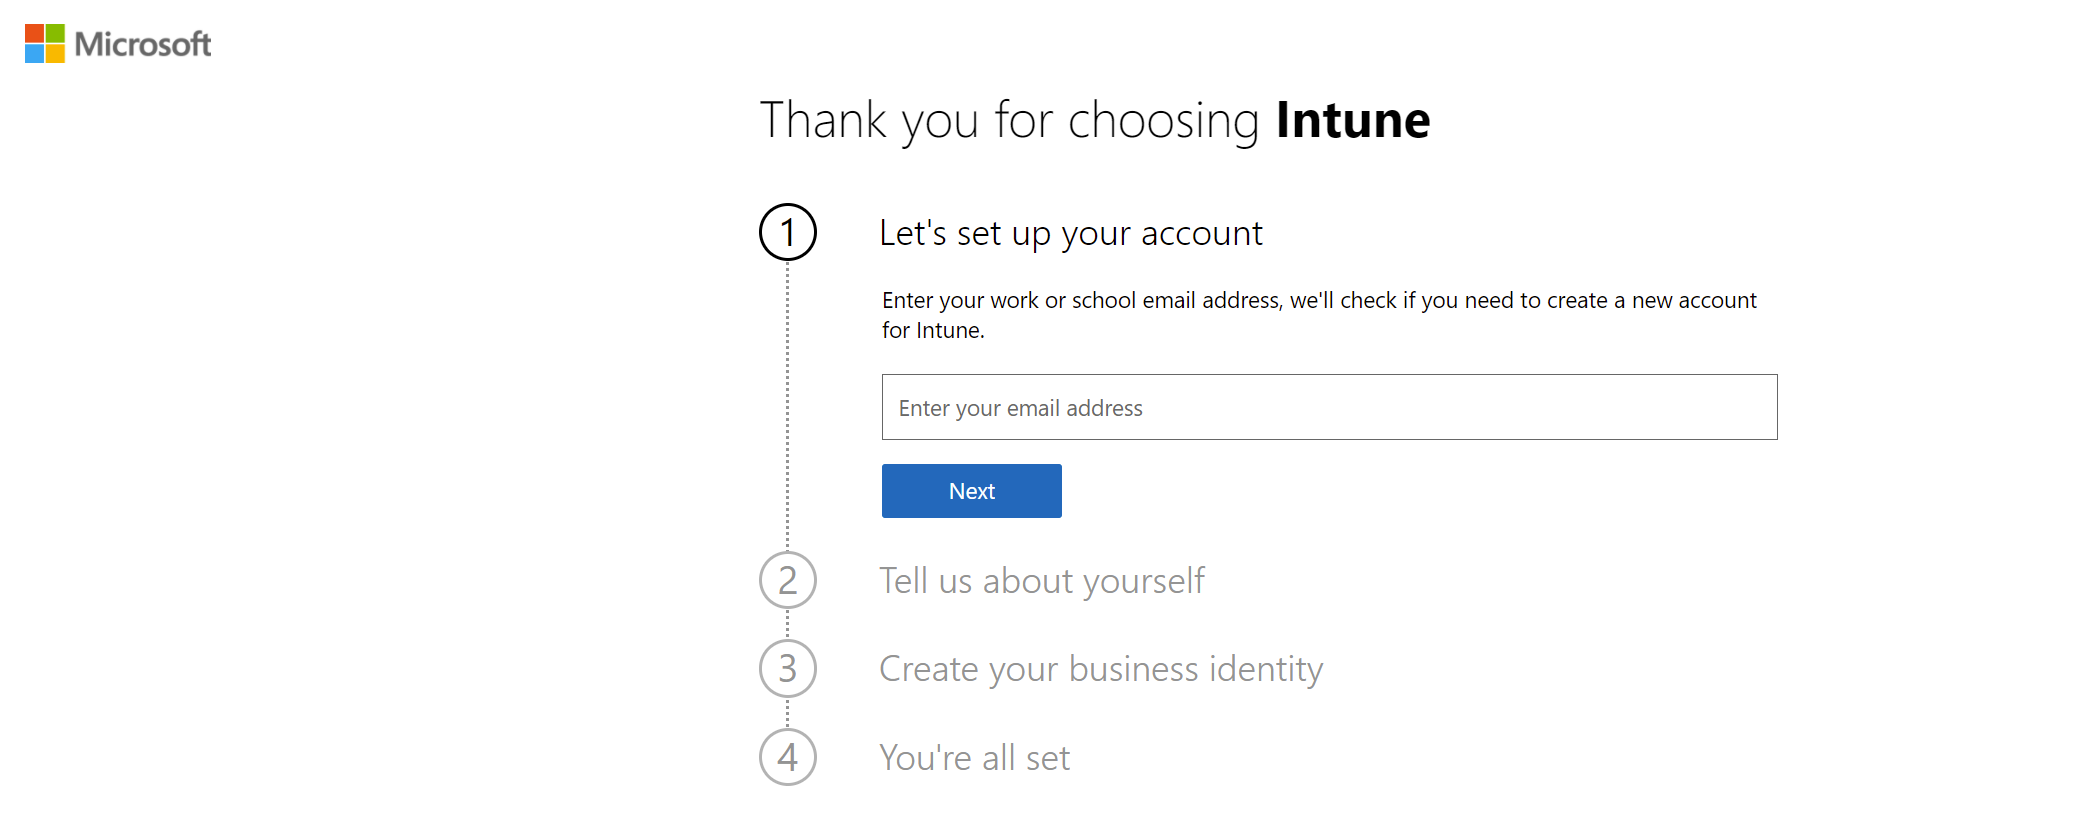 Microsoft
Thank you for choosing Intune
1
Let's set up your account
Enter your work or school email address, we'll check if you need to create a new account
for Intune.
Enter your email address
Next
2
Tell us about yourself
3
Create your business identity
4
You're all set